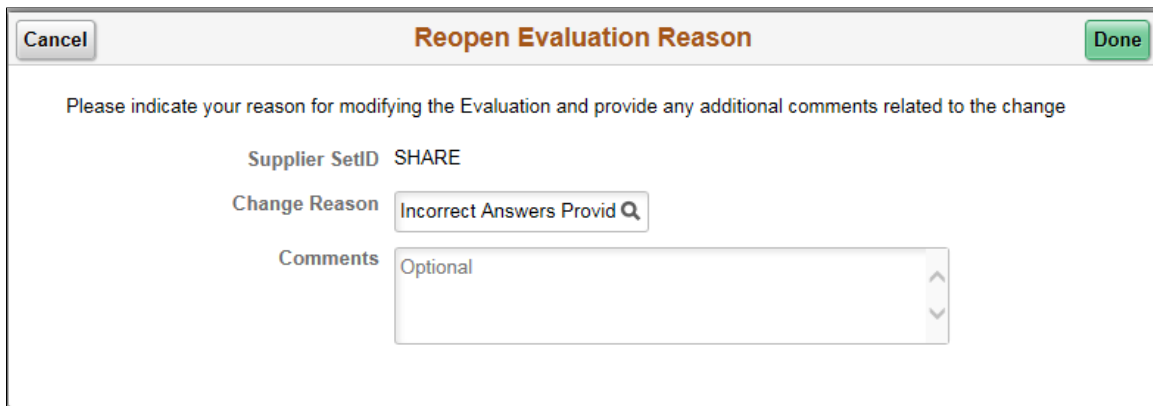 Cancel Reopen Evaluation Reason Done
Please indicate your reason for modifying the Evaluation and provide any additional comments related to the change
Supplier SetID SHARE
Change Reason Incorrect Answers Provid
Comments Optional